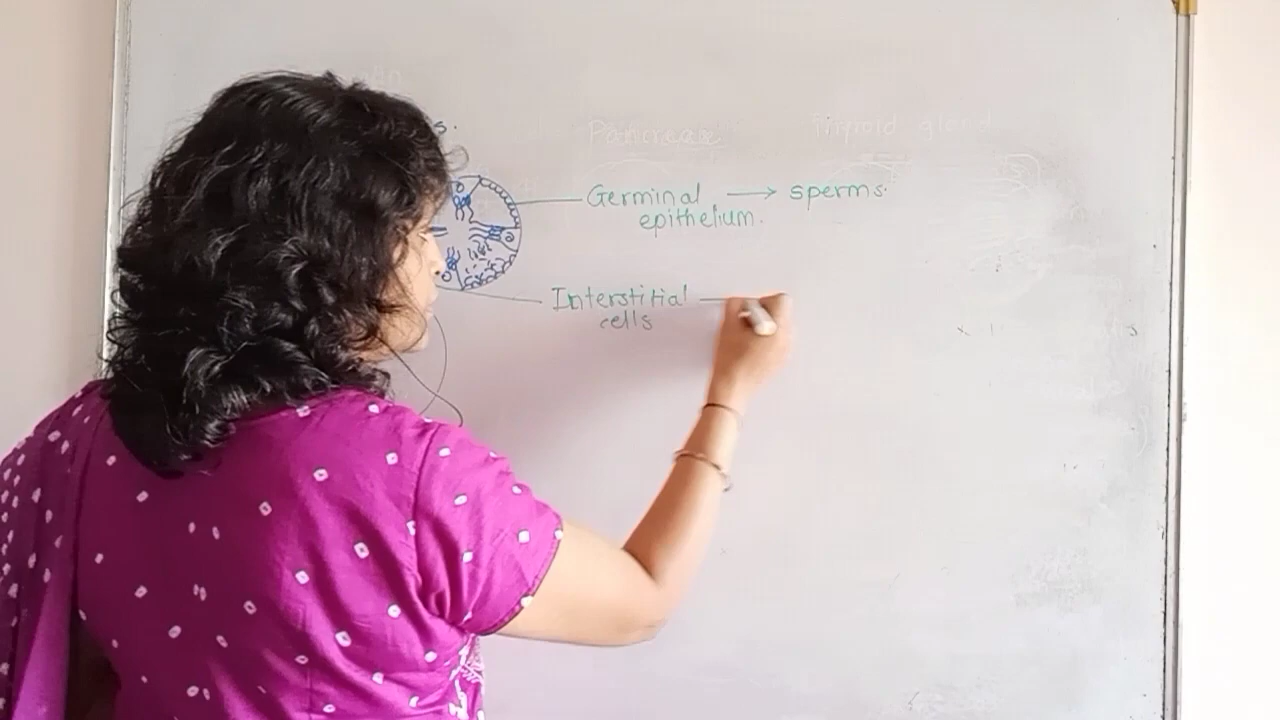 Pancreas
Thyroid gland
s.
Germinal → sperms.
epithelium.
Interstitial
cells